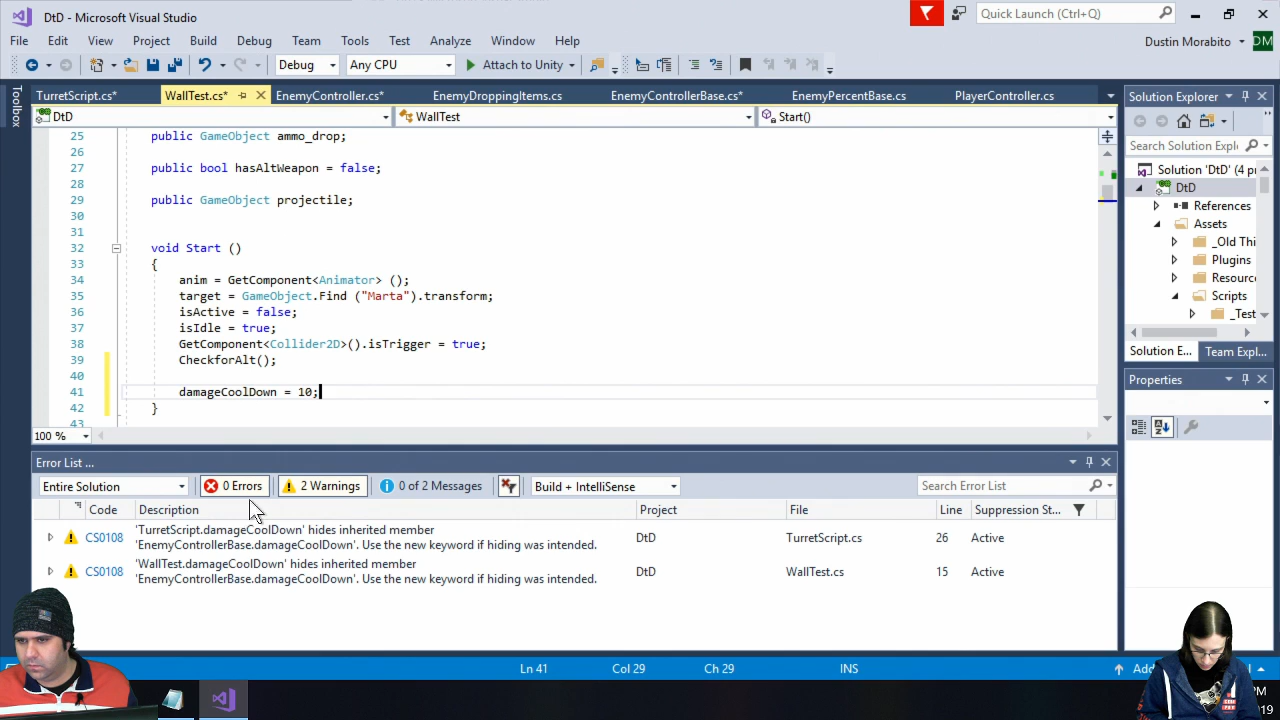 DtD - Microsoft Visual Studio
Quick Launch (Ctrl+Q)
File Edit View Project Build Debug Team Tools Test Analyze Window Help
Dustin Morabito DM
Debug Any CPU Attach to Unity
Toolbox
TurretScript.cs* WallTest.cs* EnemyController.cs* EnemyDroppingItems.cs EnemyControllerBase.cs* EnemyPercentBase.cs PlayerController.cs
DtD WallTest Start()
25 public GameObject ammo_drop;
26
27 public bool hasAltWeapon = false;
28
29 public GameObject projectile;
30
31
32 void Start ()
33 {
34 anim = GetComponent<Animator> ();
35 target = GameObject.Find ("Marta").transform;
36 isActive = false;
37 isIdle = true;
38 GetComponent<Collider2D>().isTrigger = true;
39 CheckforAlt();
40
41 damageCoolDown = 10;
42 }
43
100 %
Solution Explorer
Search Solution Expl
Solution 'DtD' (4 p
DtD
References
Assets
_Old Thi
Plugins
Resourc
Scripts
_Test
Solution E... Team Expl...
Properties
Error List ...
Entire Solution 0 Errors 2 Warnings 0 of 2 Messages Build + IntelliSense Search Error List
Code Description Project File Line Suppression St...
CS0108 'TurretScript.damageCoolDown' hides inherited member 'EnemyControllerBase.damageCoolDown'. Use the new keyword if hiding was intended. DtD TurretScript.cs 26 Active
CS0108 'WallTest.damageCoolDown' hides inherited member 'EnemyControllerBase.damageCoolDown'. Use the new keyword if hiding was intended. DtD WallTest.cs 15 Active
Ln 41 Col 29 Ch 29 INS